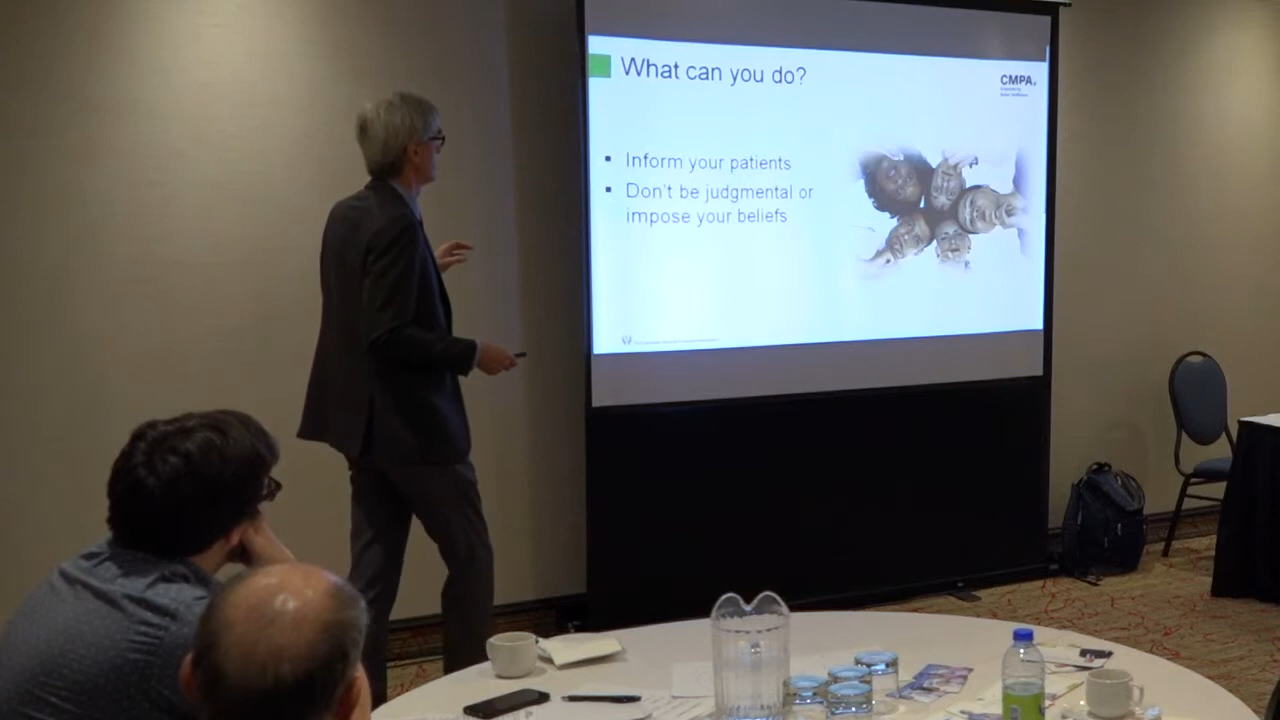 What can you do?
CMPA.
▪ Inform your patients
▪ Don't be judgmental or
impose your beliefs